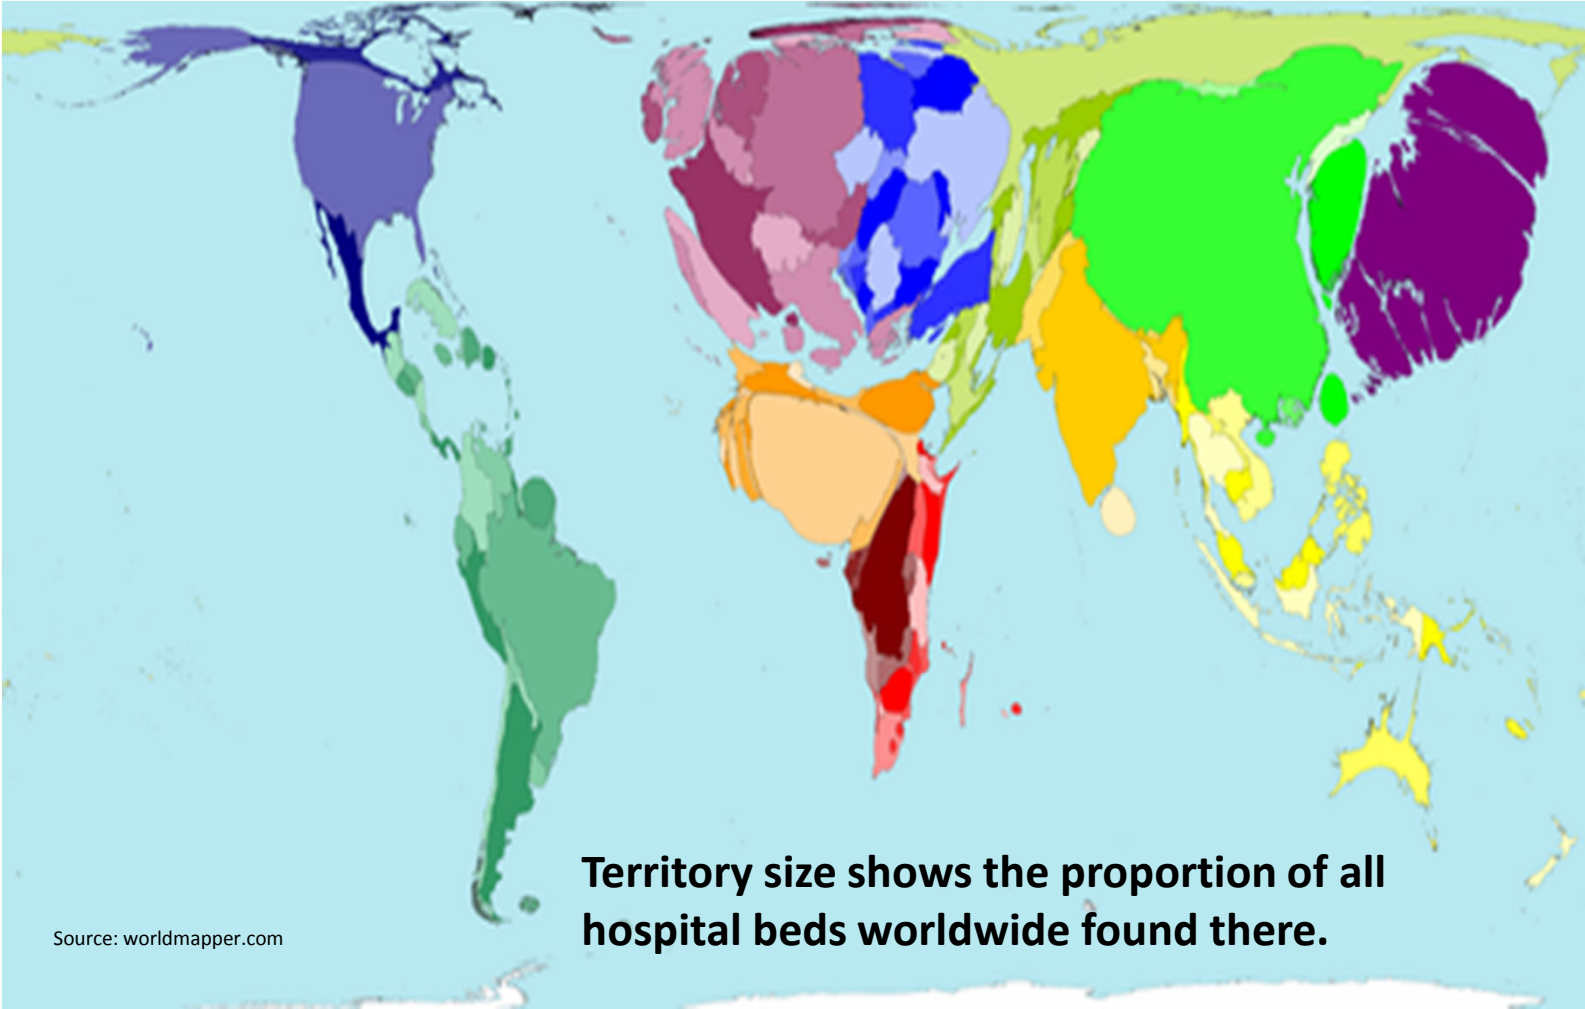 Territory size shows the proportion of all
hospital beds worldwide found there.
Source: worldmapper.com